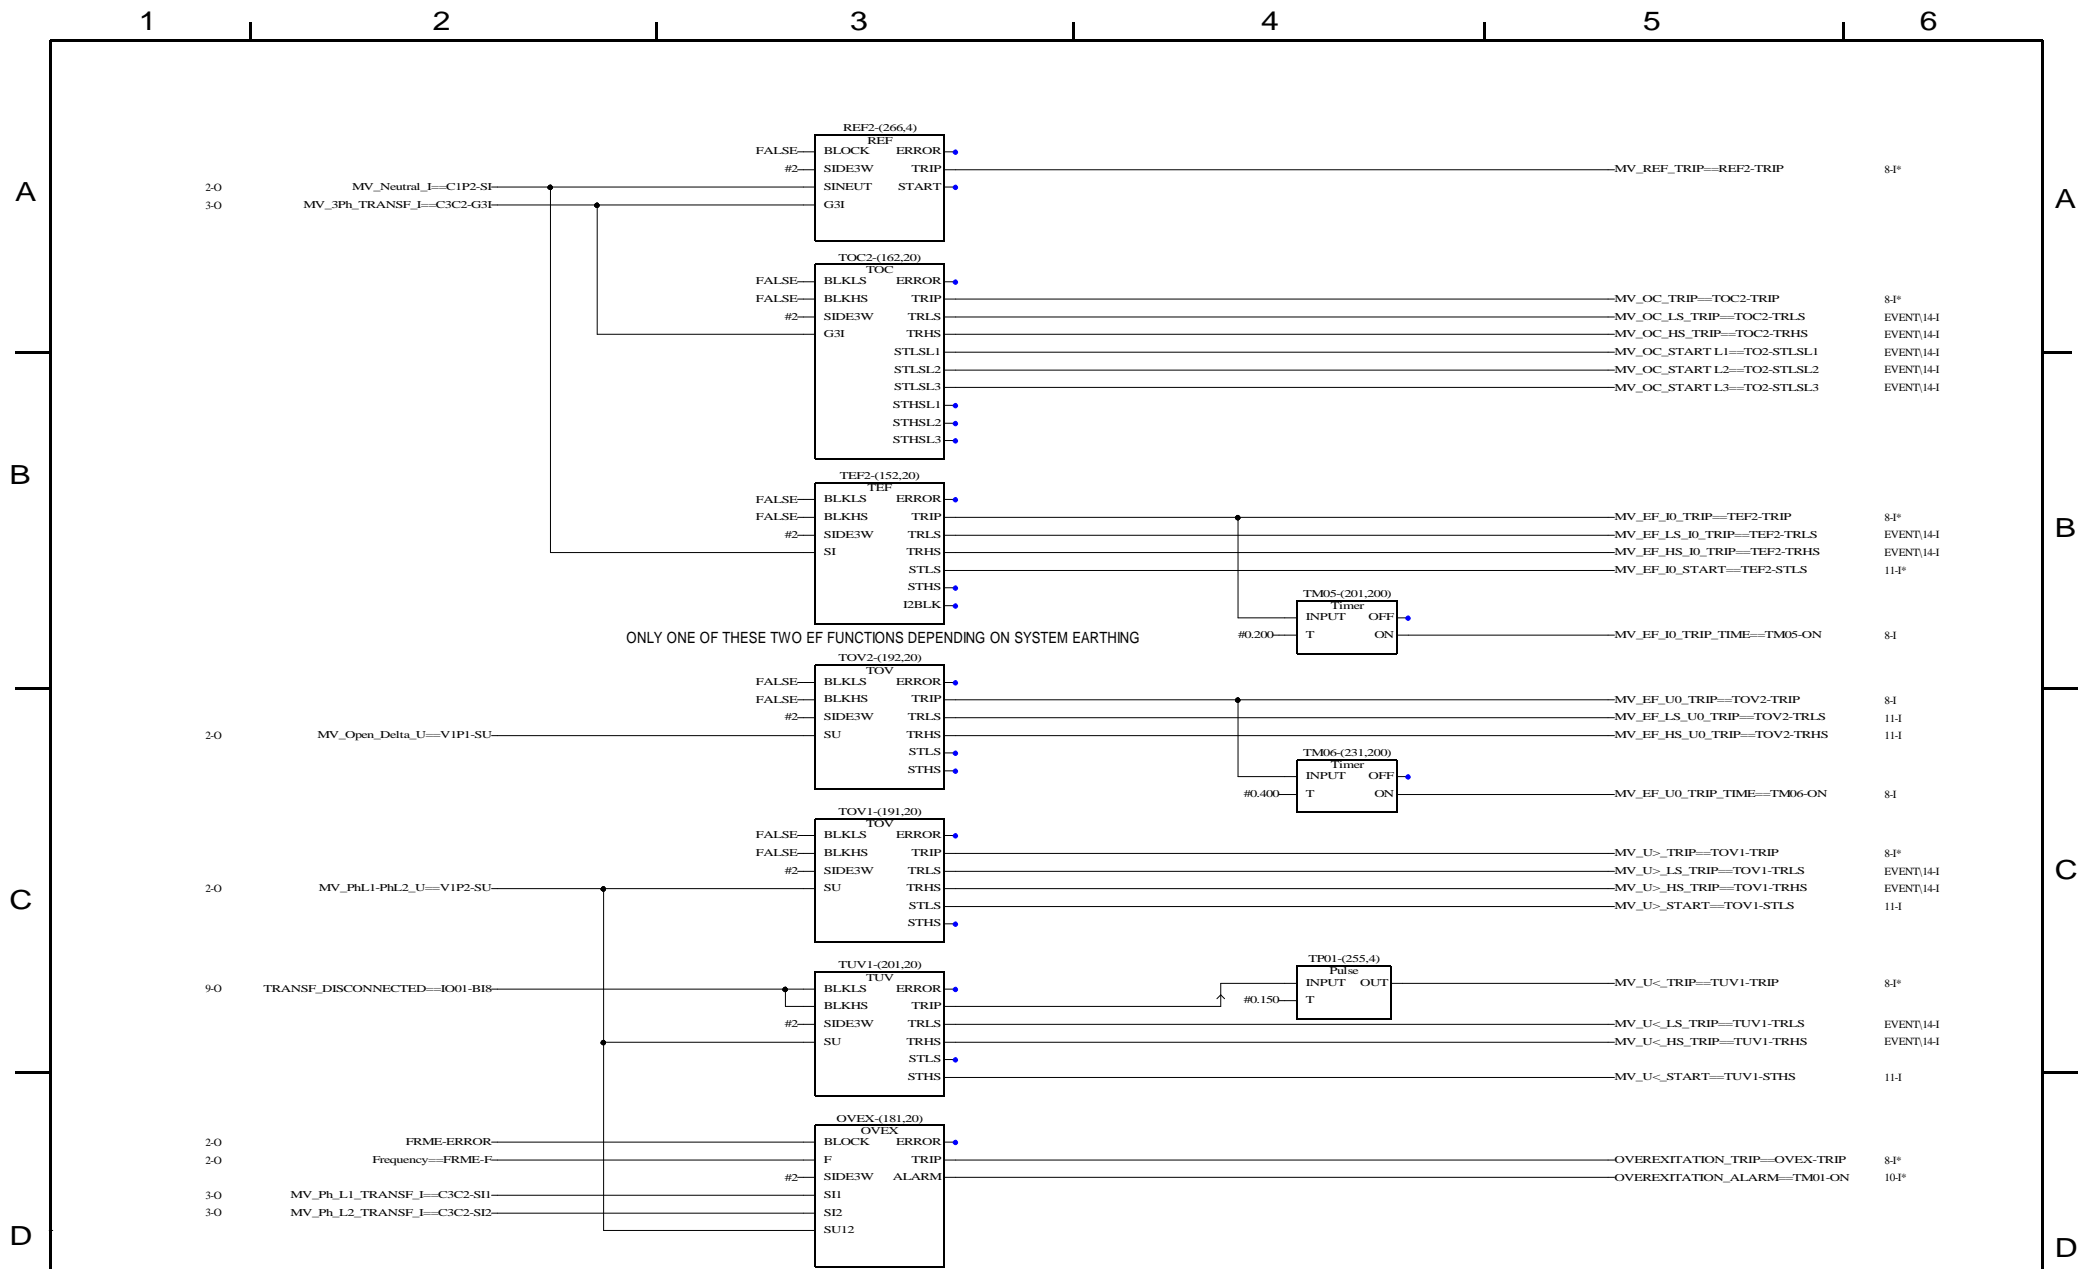 1 2 3 4 5 6
REF2-(266,4)
REF
FALSE BLOCK ERROR
#2 SIDE3W TRIP MV_REF_TRIP==REF2-TRIP 8-I*
A 2-O MV_Neutral_I==C1P2-SI SINEUT START A
3-O MV_3Ph_TRANSF_I==C3C2-G3I G3I
TOC2-(162,20)
TOC
FALSE BLKLS ERROR
FALSE BLKHS TRIP MV_OC_TRIP==TOC2-TRIP 8-I*
#2 SIDE3W TRLS MV_OC_LS_TRIP==TOC2-TRLS EVENT\14-I
G3I TRHS MV_OC_HS_TRIP==TOC2-TRHS EVENT\14-I
STLSL1 MV_OC_START L1==TO2-STLSL1 EVENT\14-I
STLSL2 MV_OC_START L2==TO2-STLSL2 EVENT\14-I
STLSL3 MV_OC_START L3==TO2-STLSL3 EVENT\14-I
STHSL1
STHSL2
STHSL3
B TEF2-(152,20)
TEF
FALSE BLKLS ERROR
FALSE BLKHS TRIP MV_EF_I0_TRIP==TEF2-TRIP 8-I*
#2 SIDE3W TRLS MV_EF_LS_I0_TRIP==TEF2-TRLS EVENT\14-I B
SI TRHS MV_EF_HS_I0_TRIP==TEF2-TRHS EVENT\14-I
STLS MV_EF_I0_START==TEF2-STLS 11-I*
STHS
TM05-(201,200)
I2BLK Timer
INPUT OFF
#0.200 T ON MV_EF_I0_TRIP_TIME==TM05-ON 8-I
ONLY ONE OF THESE TWO EF FUNCTIONS DEPENDING ON SYSTEM EARTHING
TOV2-(192,20)
TOV
FALSE BLKLS ERROR
FALSE BLKHS TRIP MV_EF_U0_TRIP==TOV2-TRIP 8-I
#2 SIDE3W TRLS MV_EF_LS_U0_TRIP==TOV2-TRLS 11-I
2-O MV_Open_Delta_U==V1P1-SU SU TRHS MV_EF_HS_U0_TRIP==TOV2-TRHS 11-I
STLS TM06-(231,200)
Timer
STHS INPUT OFF
#0.400 T ON MV_EF_U0_TRIP_TIME==TM06-ON 8-I
TOV1-(191,20)
TOV
FALSE BLKLS ERROR
FALSE BLKHS TRIP MV_U>_TRIP==TOV1-TRIP 8-I*
#2 SIDE3W TRLS MV_U>_LS_TRIP==TOV1-TRLS EVENT\14-I C
2-O MV_PhL1-PhL2_U==V1P2-SU SU TRHS MV_U>_HS_TRIP==TOV1-TRHS EVENT\14-I
C STLS MV_U>_START==TOV1-STLS 11-I
STHS
TUV1-(201,20) TP01-(255,4)
TUV Pulse
INPUT OUT MV_U<_TRIP==TUV1-TRIP 8-I*
9-O TRANSF_DISCONNECTED==IO01-BI8 BLKLS ERROR
#0.150 T
BLKHS TRIP
#2 SIDE3W TRLS MV_U<_LS_TRIP==TUV1-TRLS EVENT\14-I
SU TRHS MV_U<_HS_TRIP==TUV1-TRHS EVENT\14-I
STLS
STHS MV_U<_START==TUV1-STHS 11-I
OVEX-(181,20)
OVEX
2-O FRME-ERROR BLOCK ERROR
2-O Frequency==FRME-F F TRIP OVEREXITATION_TRIP==OVEX-TRIP 8-I*
#2 SIDE3W ALARM OVEREXITATION_ALARM==TM01-ON 10-I*
3-O MV_Ph_L1_TRANSF_I==C3C2-SI1 SI1
3-O MV_Ph_L2_TRANSF_I==C3C2-SI2 SI2
D SU12 D